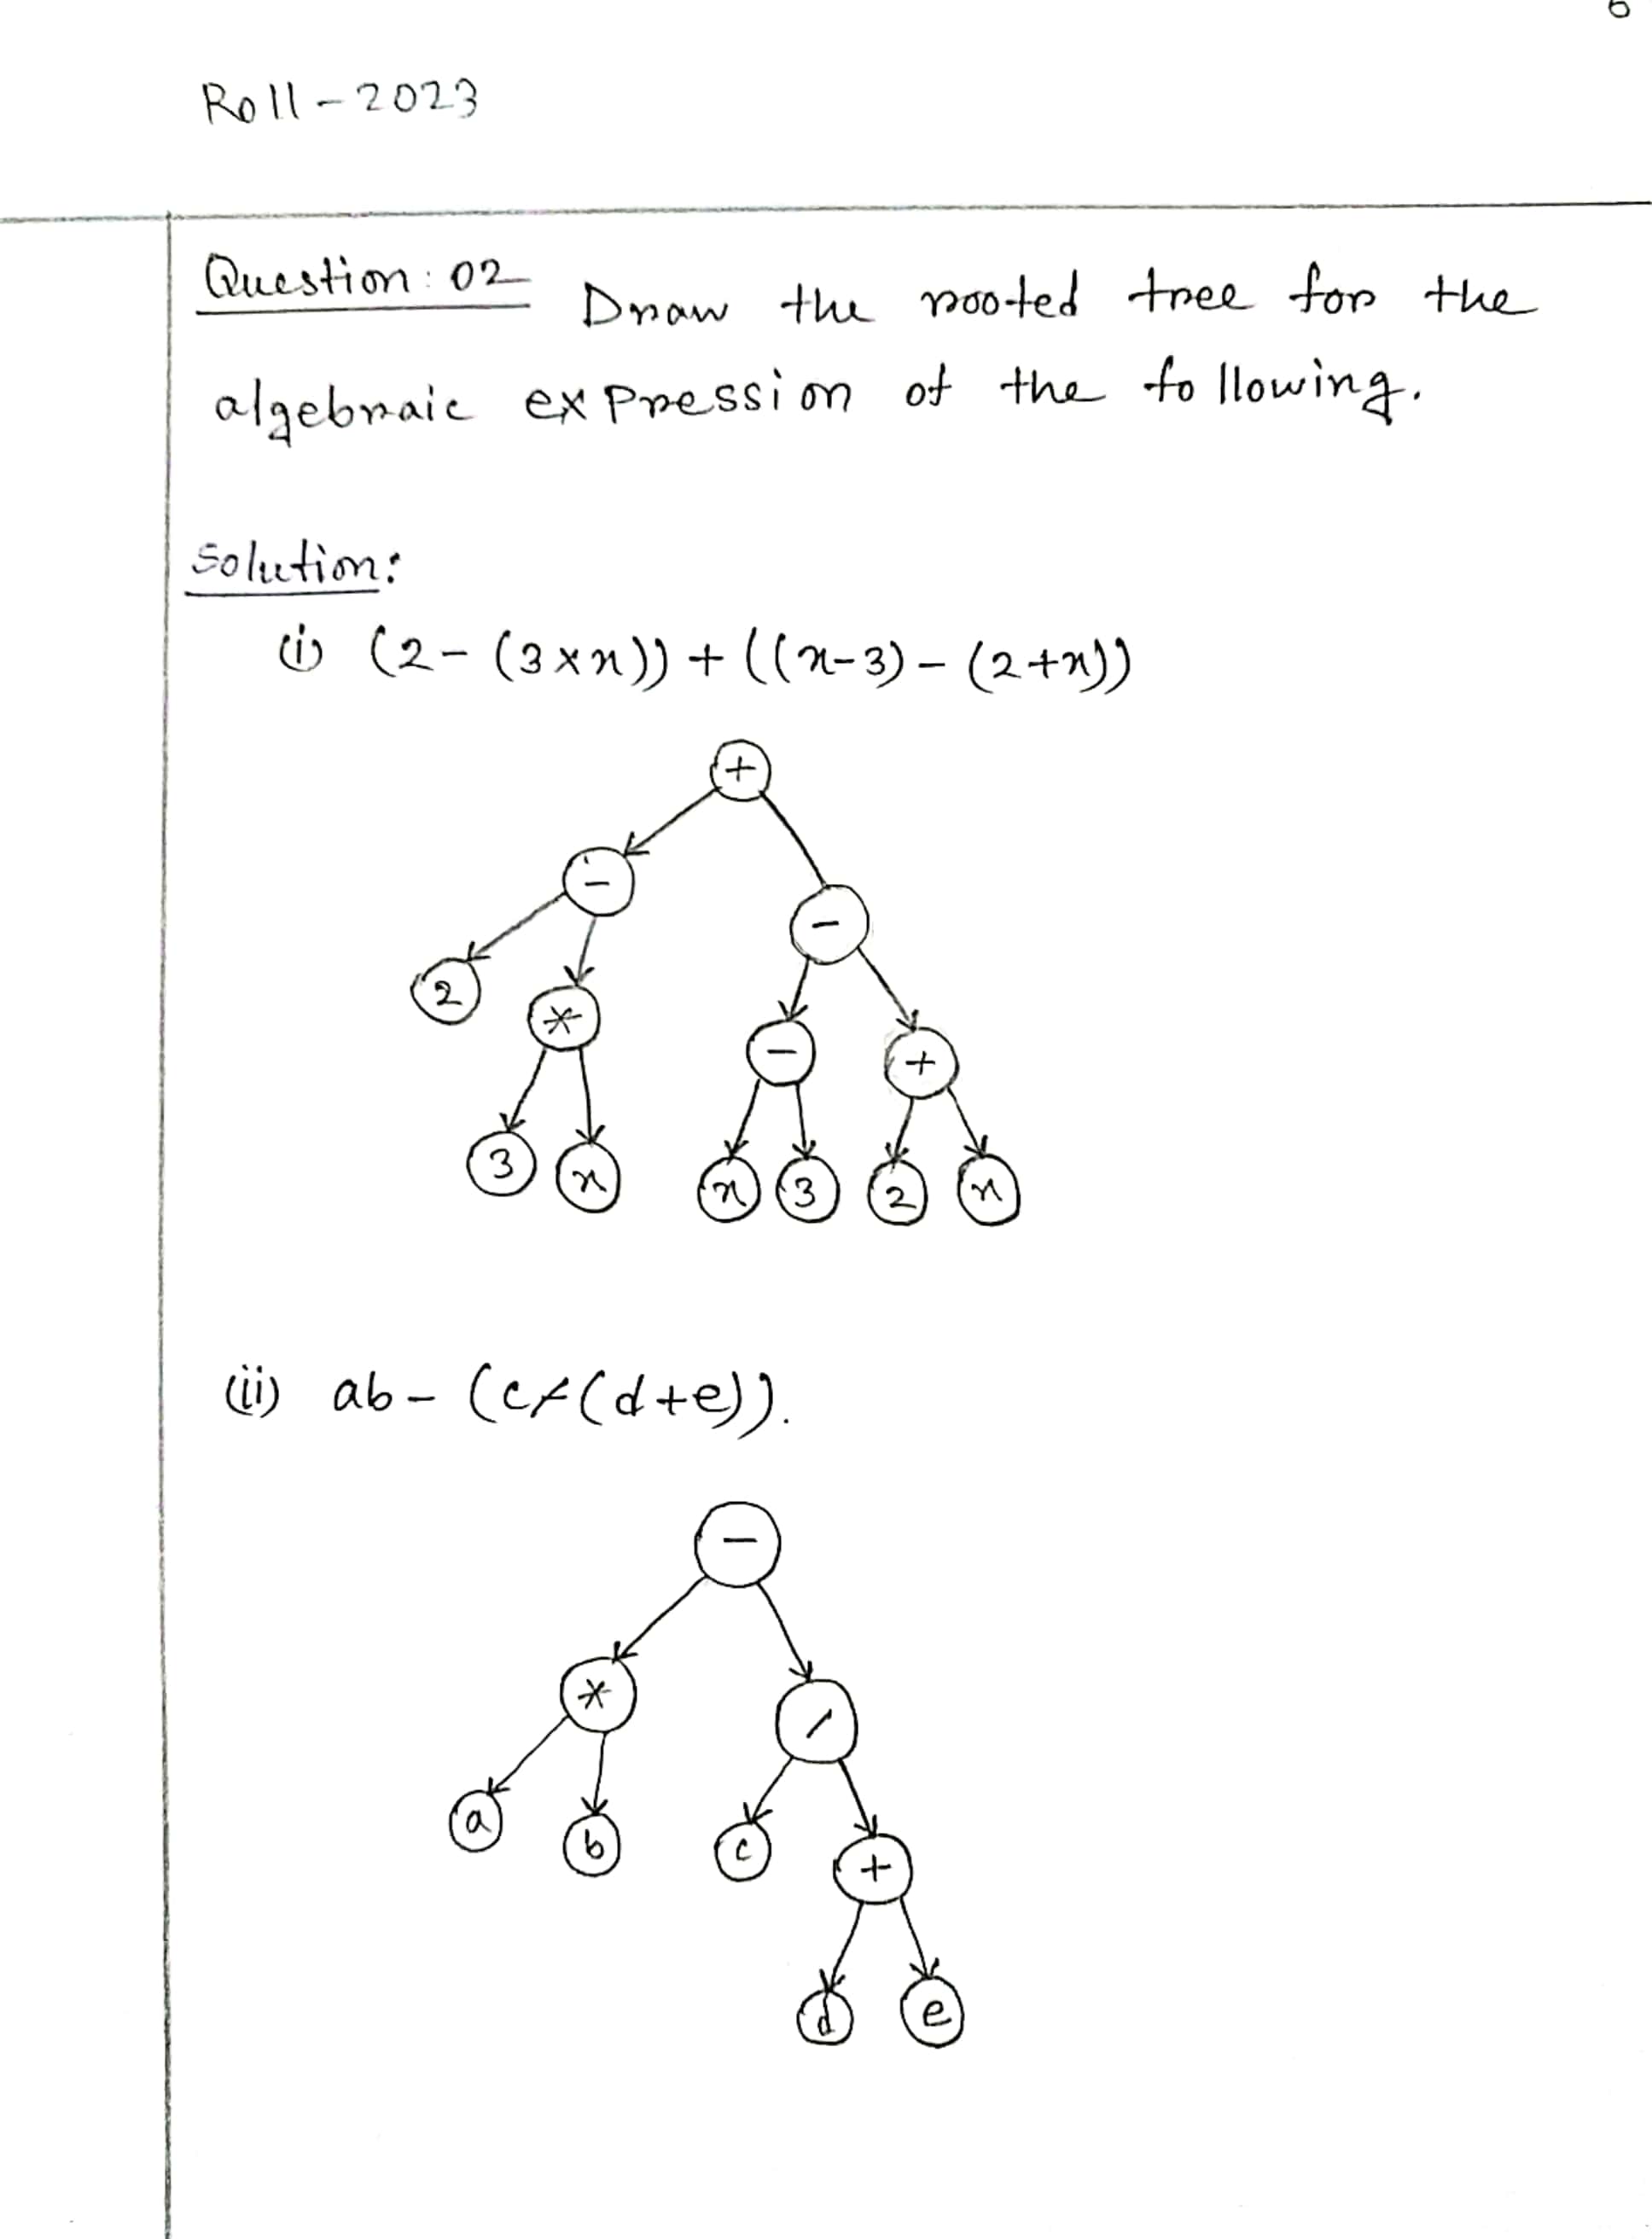 6
Roll-2023
Question: 02 Draw the rooted tree for the
algebraic expression of the following.
Solution:
(i) (2-(3×x))+((x-3)-(2+x))
+
-
-
2
*
-
+
3
x
x
3
2
x
(ii) ab-(c/(d+e)).
-
*
/
a
b
c
+
d
e